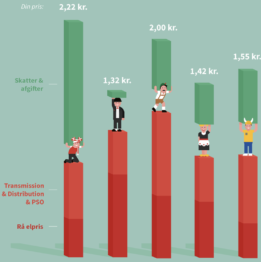 Din pris:
2,22 kr.
2,00 kr.
1,55 kr.
1,42 kr.
1,32 kr.
Skatter &
afgifter
Transmission
& Distribution
& PSO
Rå elpris